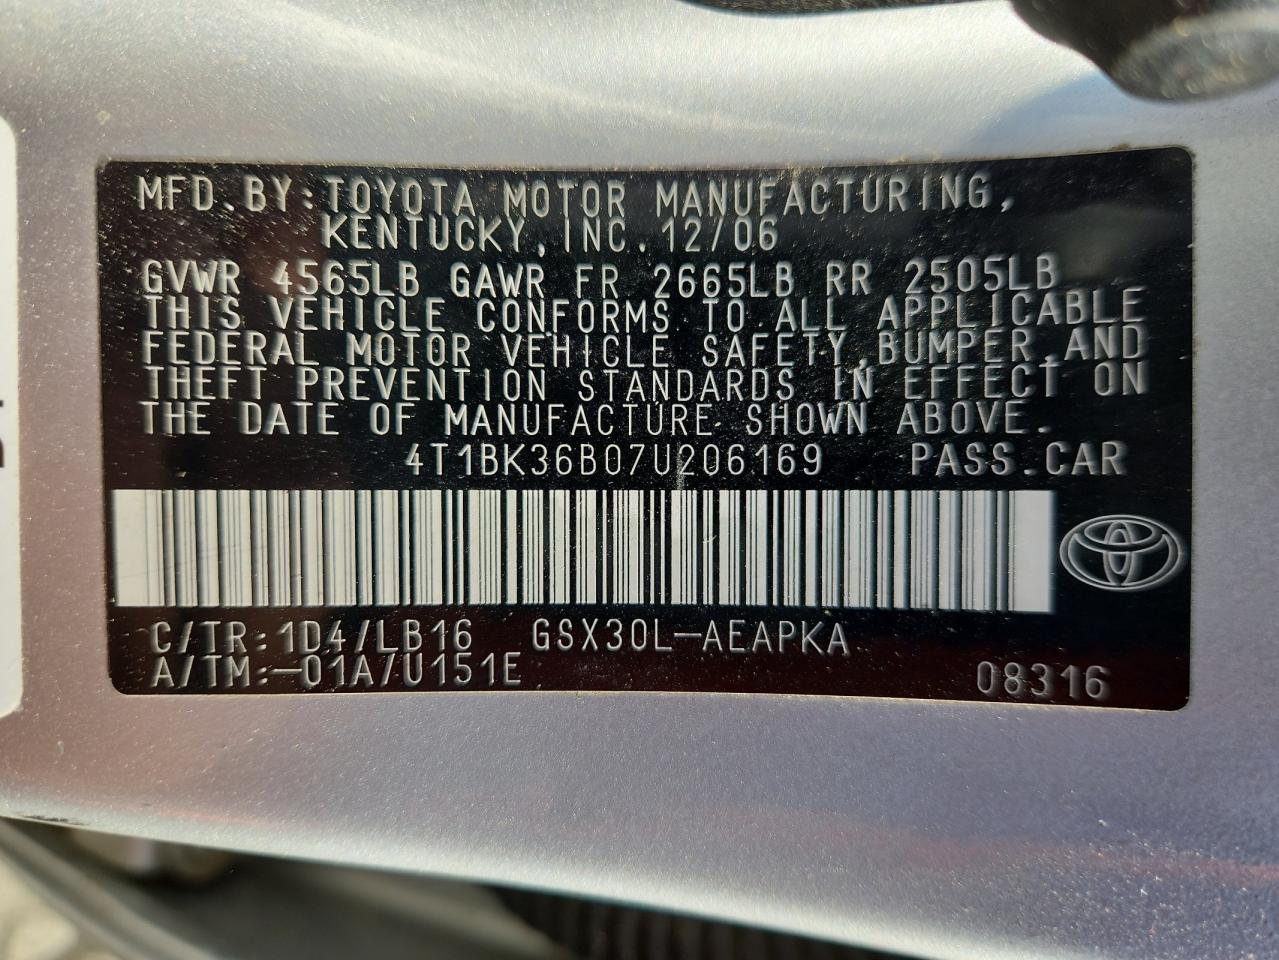 MFD.BY:TOYOTA MOTOR MANUFACTURING,
KENTUCKY,INC.12/06
GVWR 4565LB GAWR FR 2665LB RR 2505LB
THIS VEHICLE CONFORMS TO ALL APPLICABLE
FEDERAL MOTOR VEHICLE SAFETY,BUMPER,AND
THEFT PREVENTION STANDARDS IN EFFECT ON
THE DATE OF MANUFACTURE SHOWN ABOVE.
4T1BK36B07U206169 PASS.CAR
C/TR:1D4/LB16 GSX30L-AEAPKA
A/TM:-01A/U151E 08316